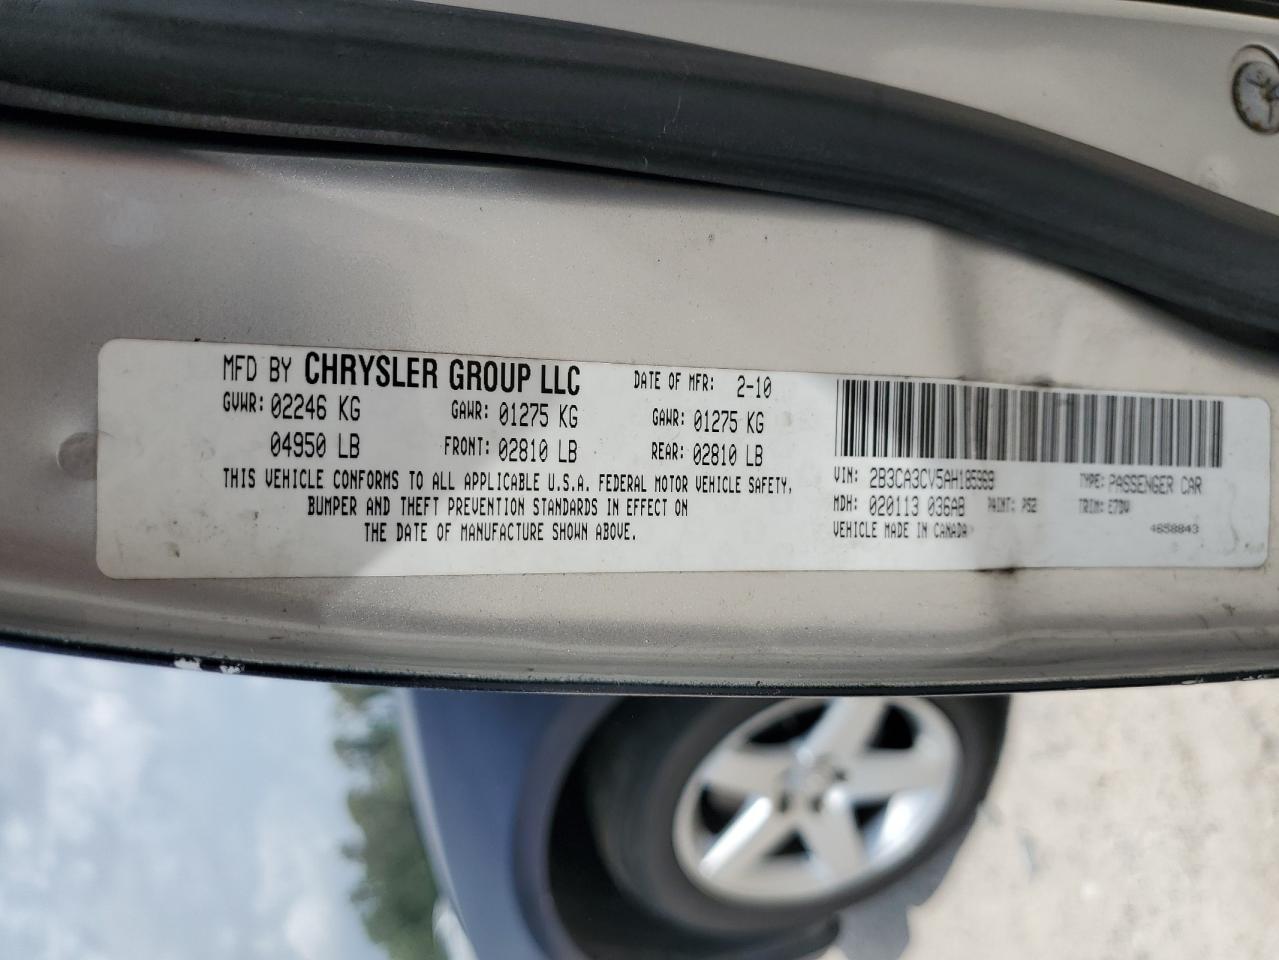 MFD BY CHRYSLER GROUP LLC DATE OF MFR: 2-10
GVWR: 02246 KG GAWR: 01275 KG GAWR: 01275 KG
04950 LB FRONT: 02810 LB REAR: 02810 LB
THIS VEHICLE CONFORMS TO ALL APPLICABLE U.S.A. FEDERAL MOTOR VEHICLE SAFETY,
BUMPER AND THEFT PREVENTION STANDARDS IN EFFECT ON
THE DATE OF MANUFACTURE SHOWN ABOVE.
VIN: 2B3CA3CV5AH185969 TYPE: PASSENGER CAR
MDH: 020113 036AB PAINT: PS2 TRIM:
VEHICLE MADE IN CANADA 4658843